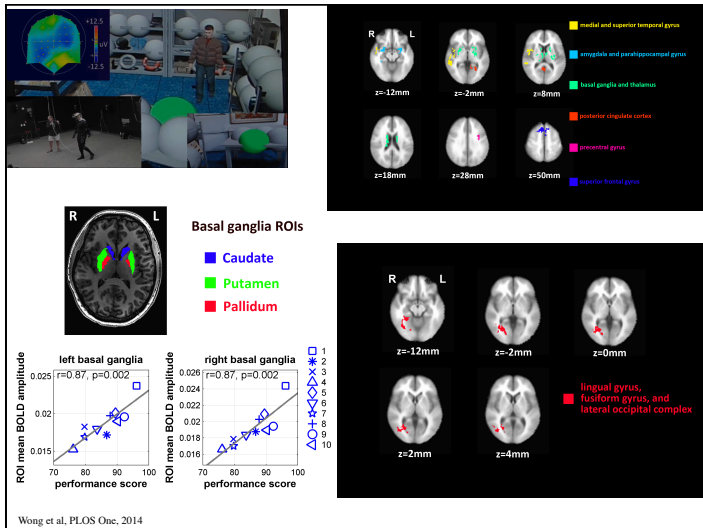 +12.5
uV
-12.5
R L
z=-12mm
z=-2mm
z=8mm
z=18mm
z=28mm
z=50mm
medial and superior temporal gyrus
amygdala and parahippocampal gyrus
basal ganglia and thalamus
posterior cingulate cortex
precentral gyrus
superior frontal gyrus
R L
Basal ganglia ROIs
Caudate
Putamen
Pallidum
left basal ganglia
r=0.87, p=0.002
ROI mean BOLD amplitude
0.025
0.02
0.015
70 80 90 100
performance score
right basal ganglia
r=0.87, p=0.002
ROI mean BOLD amplitude
0.026
0.024
0.022
0.02
0.018
0.016
70 80 90 100
performance score
1
2
3
4
5
6
7
8
9
10
R L
z=-12mm
z=-2mm
z=0mm
z=2mm
z=4mm
lingual gyrus,
fusiform gyrus, and
lateral occipital complex
Wong et al, PLOS One, 2014